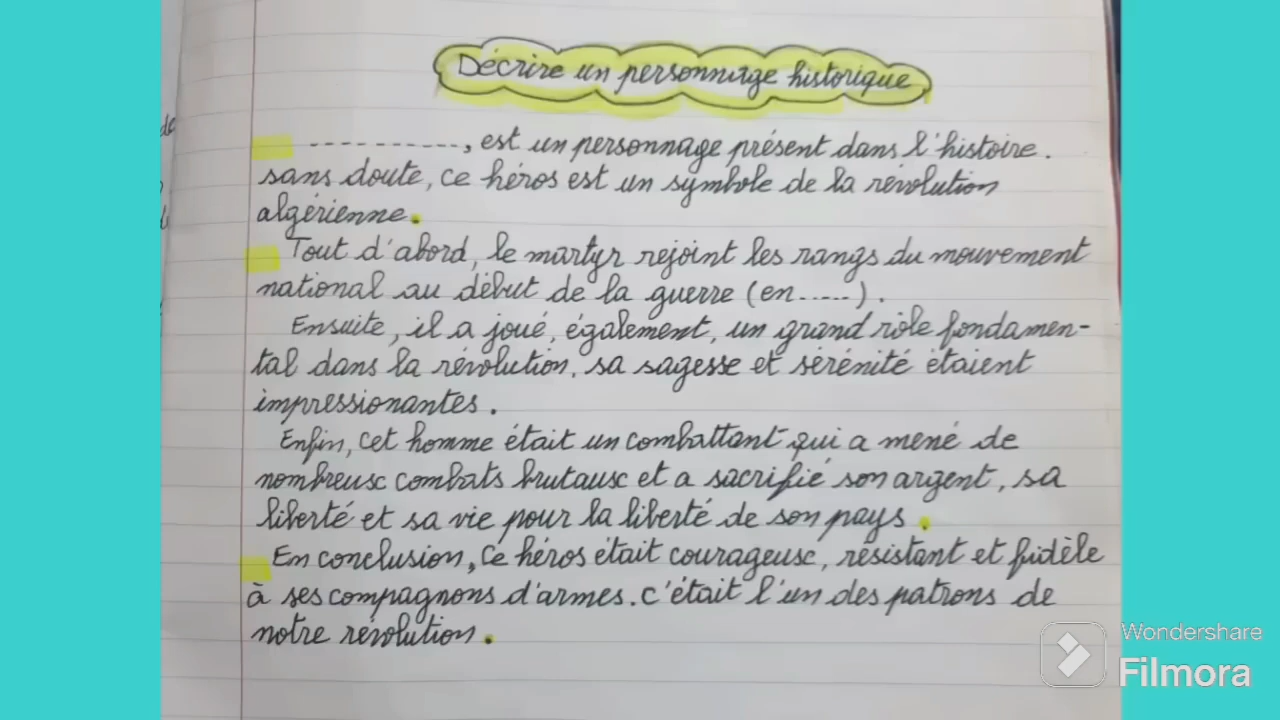 Décrire un personnage historique
----------, est un personnage présent dans l'histoire.
sans doute, ce héros est un symbole de la révolution
algérienne.
Tout d'abord, le martyr rejoint les rangs du mouvement
national au début de la guerre (en.....).
Ensuite, il a joué, également, un grand rôle fondamen-
tal dans la révolution. sa sagesse et sérénité étaient
impressionantes.
Enfin, cet homme était un combattant qui a mené de
nombreux combats brutaux et a sacrifié son argent, sa
liberté et sa vie pour la liberté de son pays.
En conclusion, ce héros était courageux, résistant et fidèle
à ses compagnons d'armes. c'était l'un des patrons de
notre révolution.
Wondershare
Filmora